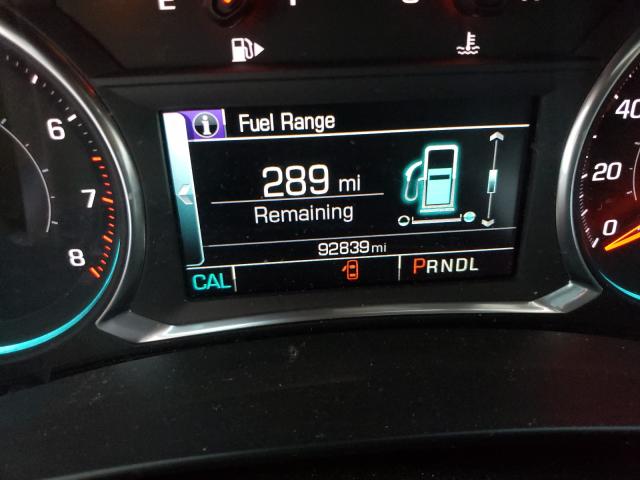 E F C H
Fuel Range
289 mi
Remaining
92839 mi
CAL PRNDL
6
7
8
40
20
0